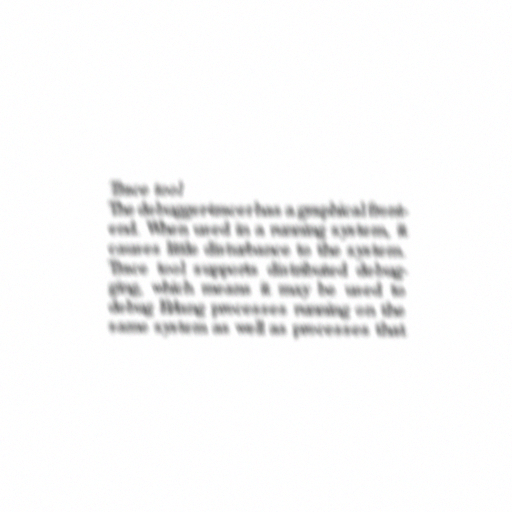 Trace tool
The debugger-tracer has a graphical front-
end. When used in a running system, it
causes little disturbance to the system.
Trace tool supports distributed debug-
ging, which means it may be used to
debug Erlang processes running on the
same system as well as processes that